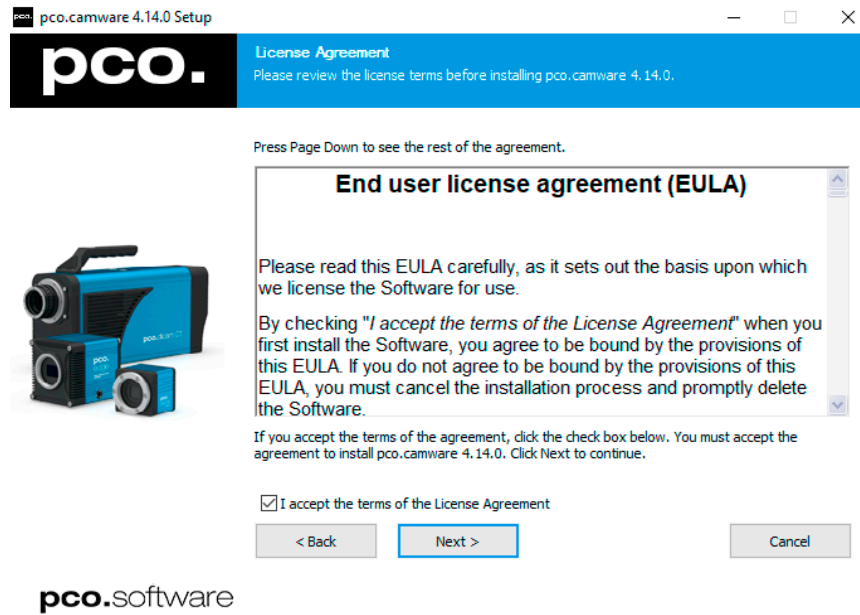 pco. pco.camware 4.14.0 Setup
pco.
License Agreement
Please review the license terms before installing pco.camware 4.14.0.
Press Page Down to see the rest of the agreement.
End user license agreement (EULA)
Please read this EULA carefully, as it sets out the basis upon which
we license the Software for use.
By checking "I accept the terms of the License Agreement" when you
first install the Software, you agree to be bound by the provisions of
this EULA. If you do not agree to be bound by the provisions of this
EULA, you must cancel the installation process and promptly delete
the Software.
pco.dicam C1
pco.
If you accept the terms of the agreement, click the check box below. You must accept the
agreement to install pco.camware 4.14.0. Click Next to continue.
I accept the terms of the License Agreement
< Back
Next >
Cancel
pco.software